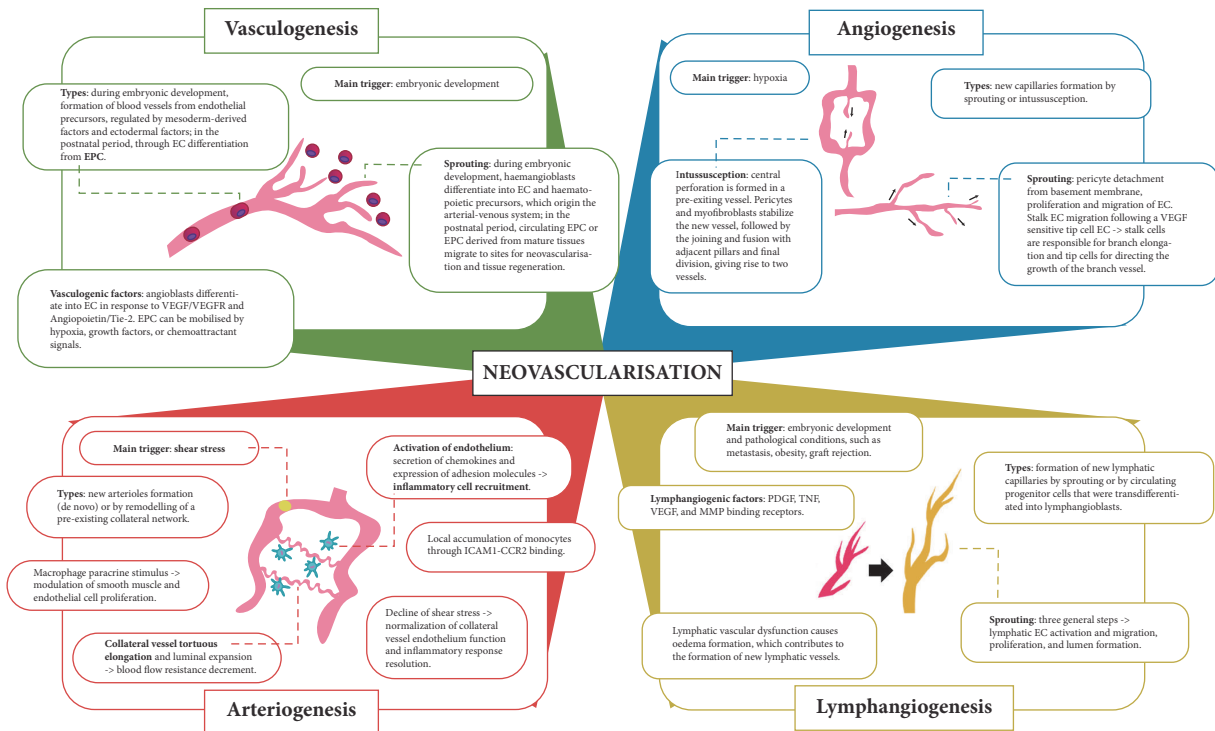 Vasculogenesis
Main trigger: embryonic development
Types: during embryonic development,
formation of blood vessels from endothelial
precursors, regulated by mesoderm-derived
factors and ectodermal factors; in the
postnatal period, through EC differentiation
from EPC.
Sprouting: during embryonic
development, haemangioblasts
differentiate into EC and haemato-
poietic precursors, which origin the
arterial-venous system; in the
postnatal period, circulating EPC or
EPC derived from mature tissues
migrate to sites for neovascularisa-
tion and tissue regeneration.
Vasculogenic factors: angioblasts differenti-
ate into EC in response to VEGF/VEGFR and
Angiopoietin/Tie-2. EPC can be mobilised by
hypoxia, growth factors, or chemoattractant
signals.
Angiogenesis
Main trigger: hypoxia
Types: new capillaries formation by
sprouting or intussusception.
Intussusception: central
perforation is formed in a
pre-exiting vessel. Pericytes
and myofibroblasts stabilize
the new vessel, followed by
the joining and fusion with
adjacent pillars and final
division, giving rise to two
vessels.
Sprouting: pericyte detachment
from basement membrane,
proliferation and migration of EC.
Stalk EC migration following a VEGF
sensitive tip cell EC -> stalk cells
are responsible for branch elonga-
tion and tip cells for directing the
growth of the branch vessel.
NEOVASCULARISATION
Main trigger: shear stress
Activation of endothelium:
secretion of chemokines and
expression of adhesion molecules ->
inflammatory cell recruitment.
Types: new arterioles formation
(de novo) or by remodelling of a
pre-existing collateral network.
Local accumulation of monocytes
through ICAM1-CCR2 binding.
Macrophage paracrine stimulus ->
modulation of smooth muscle and
endothelial cell proliferation.
Decline of shear stress ->
normalization of collateral
vessel endothelium function
and inflammatory response
resolution.
Collateral vessel tortuous
elongation and luminal expansion
-> blood flow resistance decrement.
Arteriogenesis
Main trigger: embryonic development
and pathological conditions, such as
metastasis, obesity, graft rejection.
Types: formation of new lymphatic
capillaries by sprouting or by circulating
progenitor cells that were transdifferenti-
ated into lymphangioblasts.
Lymphangiogenic factors: PDGF, TNF,
VEGF, and MMP binding receptors.
Lymphatic vascular dysfunction causes
oedema formation, which contributes to
the formation of new lymphatic vessels.
Sprouting: three general steps ->
lymphatic EC activation and migration,
proliferation, and lumen formation.
Lymphangiogenesis